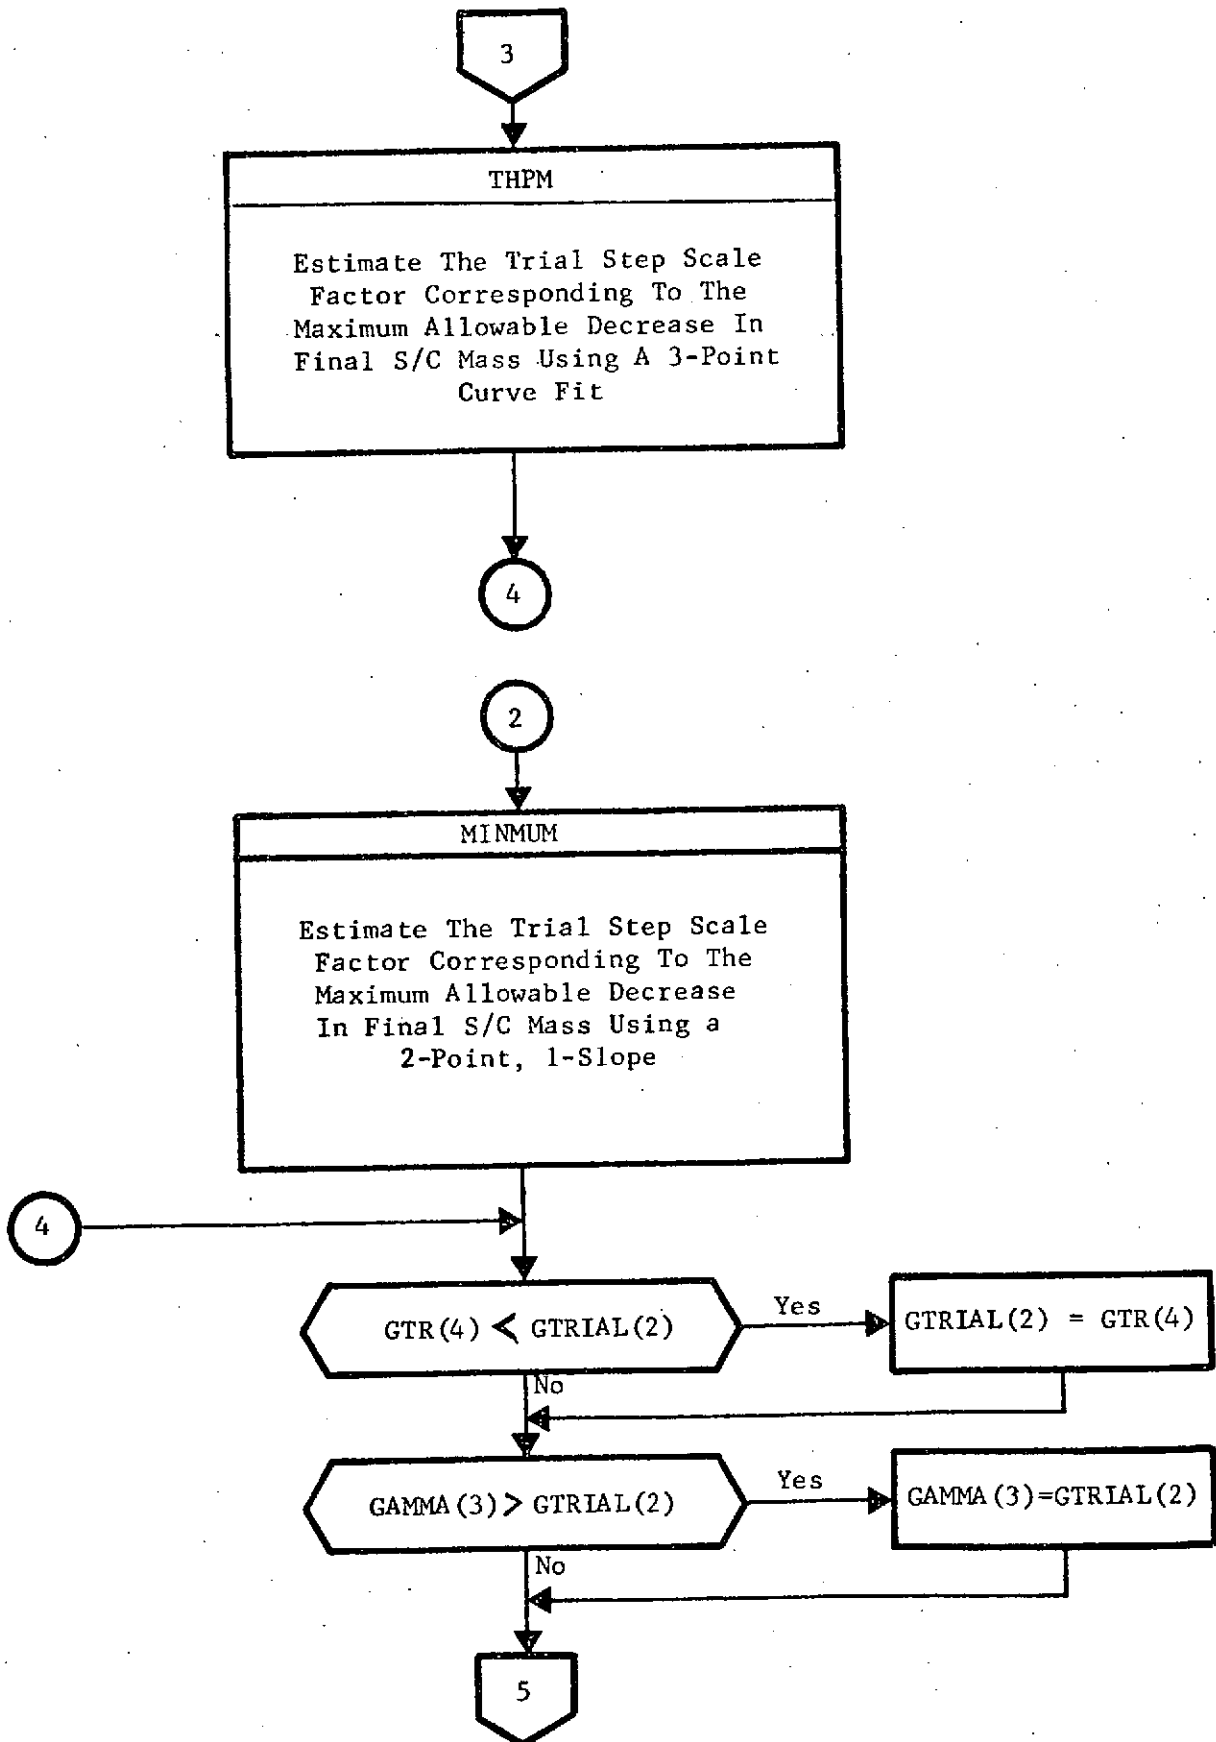 3
THPM
Estimate The Trial Step Scale
Factor Corresponding To The
Maximum Allowable Decrease In
Final S/C Mass Using A 3-Point
Curve Fit
4
2
MINMUM
Estimate The Trial Step Scale
Factor Corresponding To The
Maximum Allowable Decrease
In Final S/C Mass Using a
2-Point, 1-Slope
4
GTR(4) < GTRIAL(2)
Yes
GTRIAL(2) = GTR(4)
No
GAMMA(3)> GTRIAL(2)
Yes
GAMMA(3)=GTRIAL(2)
No
5